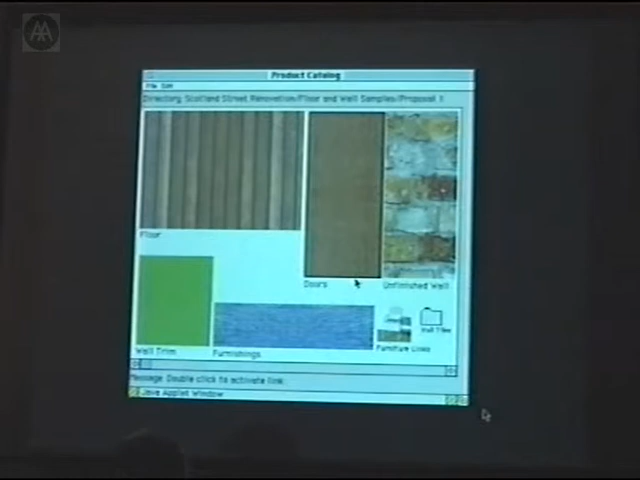 AA
Product Catalog
File Edit
Directory: Scotland Street Renovation/Floor and Wall Samples/Proposal 1
Floor
Doors
Unfinished Wall
Wall Trim
Furnishings
Furniture Links
Wall Tiles
Message: Double click to activate link
Java Applet Window